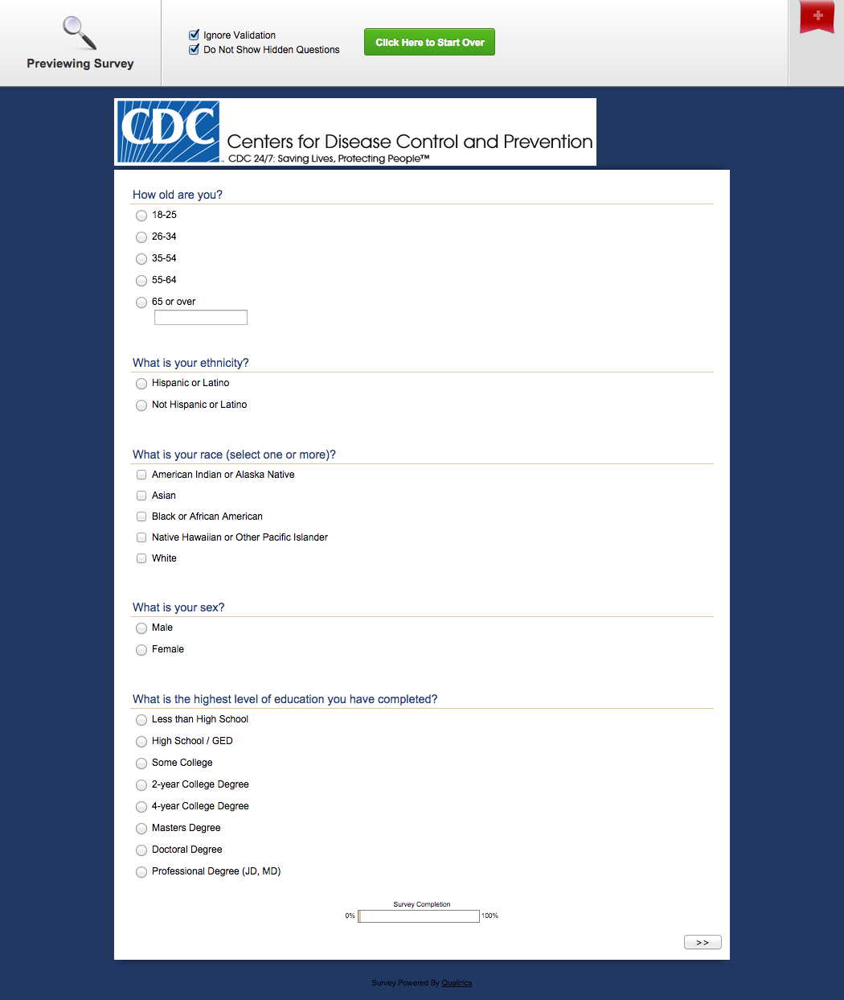 Previewing Survey
Ignore Validation
Do Not Show Hidden Questions
Click Here to Start Over
CDC
Centers for Disease Control and Prevention
CDC 24/7: Saving Lives, Protecting People™
How old are you?
18-25
26-34
35-54
55-64
65 or over
What is your ethnicity?
Hispanic or Latino
Not Hispanic or Latino
What is your race (select one or more)?
American Indian or Alaska Native
Asian
Black or African American
Native Hawaiian or Other Pacific Islander
White
What is your sex?
Male
Female
What is the highest level of education you have completed?
Less than High School
High School / GED
Some College
2-year College Degree
4-year College Degree
Masters Degree
Doctoral Degree
Professional Degree (JD, MD)
Survey Completion
0% 100%
>>
Survey Powered By Qualtrics